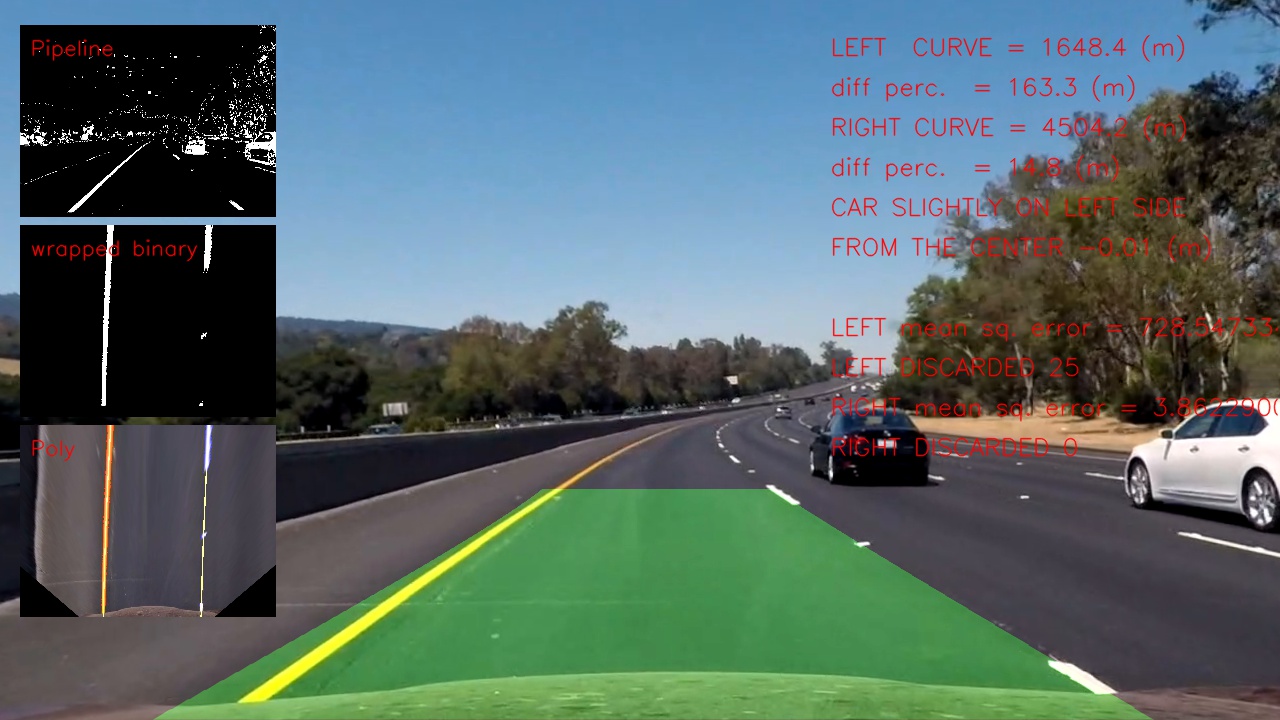 Pipeline
wrapped binary
Poly
LEFT CURVE = 1648.4 (m)
diff perc. = 163.3 (m)
RIGHT CURVE = 4504.2 (m)
diff perc. = 14.8 (m)
CAR SLIGHTLY ON LEFT SIDE
FROM THE CENTER -0.01 (m)
LEFT mean sq. error = 728.54733
LEFT DISCARDED 25
RIGHT mean sq. error = 3.8622900
RIGHT DISCARDED 0